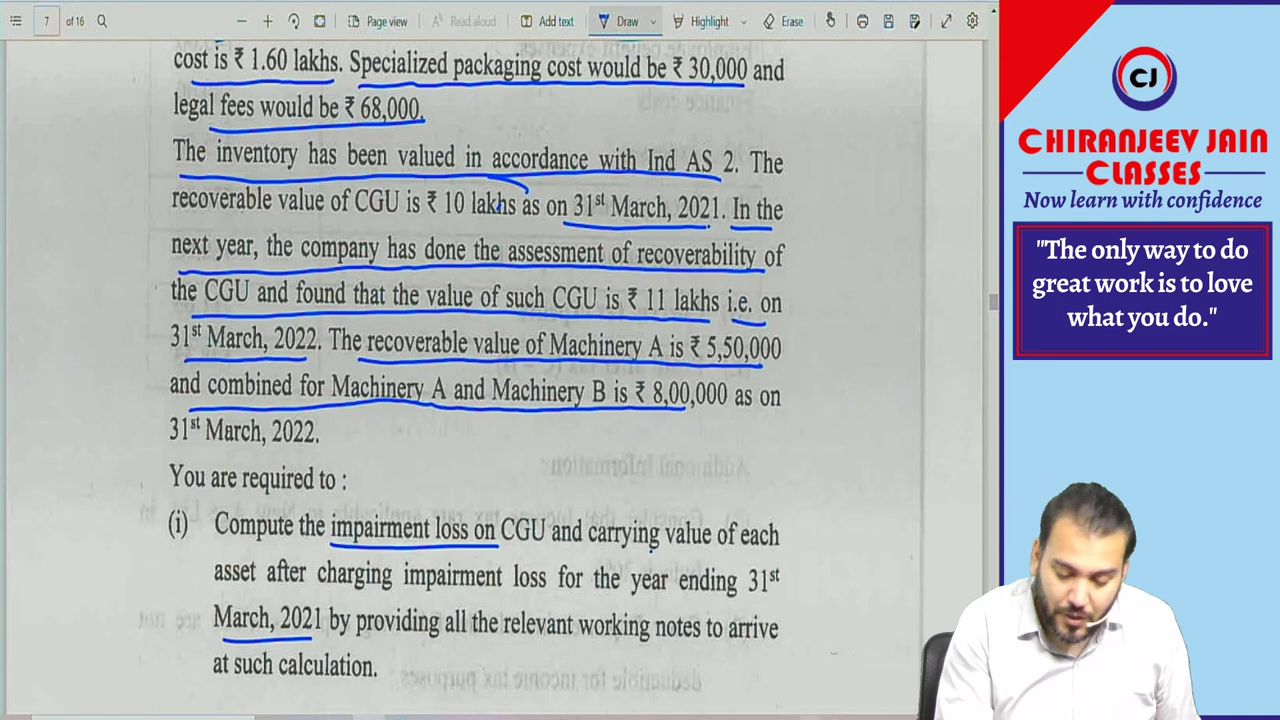 7 of 16 Page view Read aloud Add text Draw Highlight Erase
cost is ₹ 1.60 lakhs. Specialized packaging cost would be ₹ 30,000 and
legal fees would be ₹ 68,000.
The inventory has been valued in accordance with Ind AS 2. The
recoverable value of CGU is ₹ 10 lakhs as on 31st March, 2021. In the
next year, the company has done the assessment of recoverability of
the CGU and found that the value of such CGU is ₹ 11 lakhs i.e. on
31st March, 2022. The recoverable value of Machinery A is ₹ 5,50,000
and combined for Machinery A and Machinery B is ₹ 8,00,000 as on
31st March, 2022.
You are required to :
(i) Compute the impairment loss on CGU and carrying value of each
asset after charging impairment loss for the year ending 31st
March, 2021 by providing all the relevant working notes to arrive
at such calculation.
CJ
CHIRANJEEV JAIN
CLASSES
Now learn with confidence
"The only way to do
great work is to love
what you do."